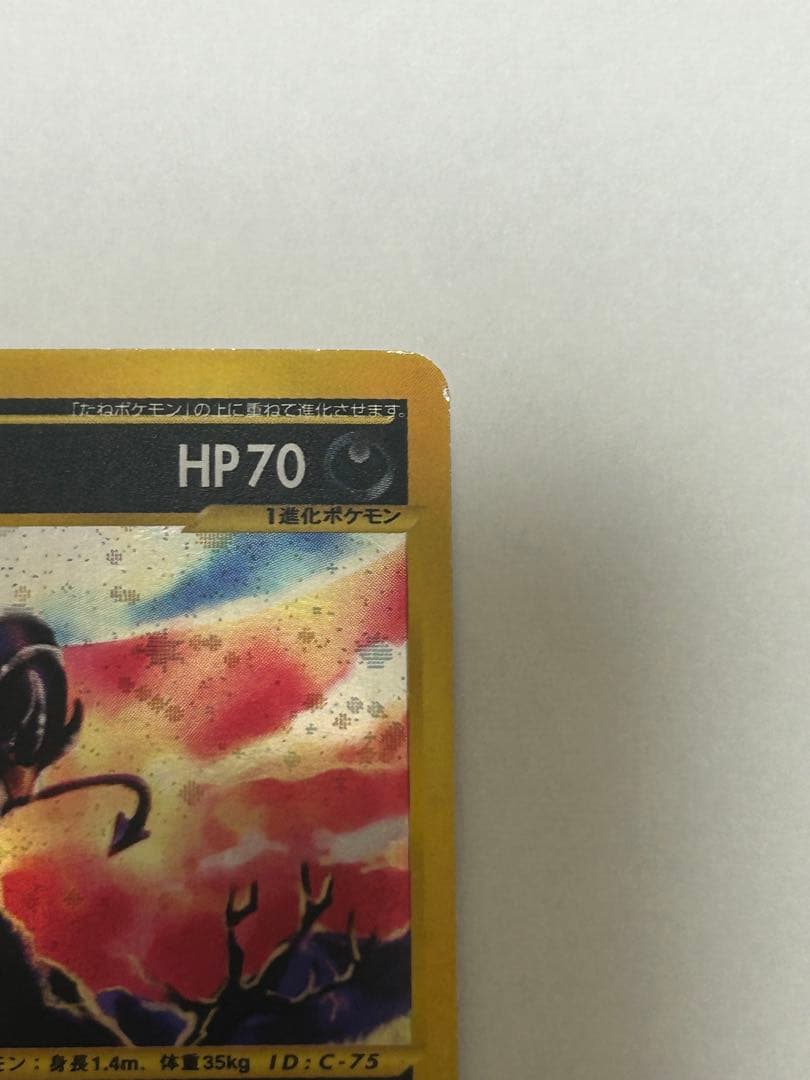 「たねポケモン」の上に重ねて進化させます。
HP70
1進化ポケモン
モン：身長1.4m. 体重35kg ID:C-75